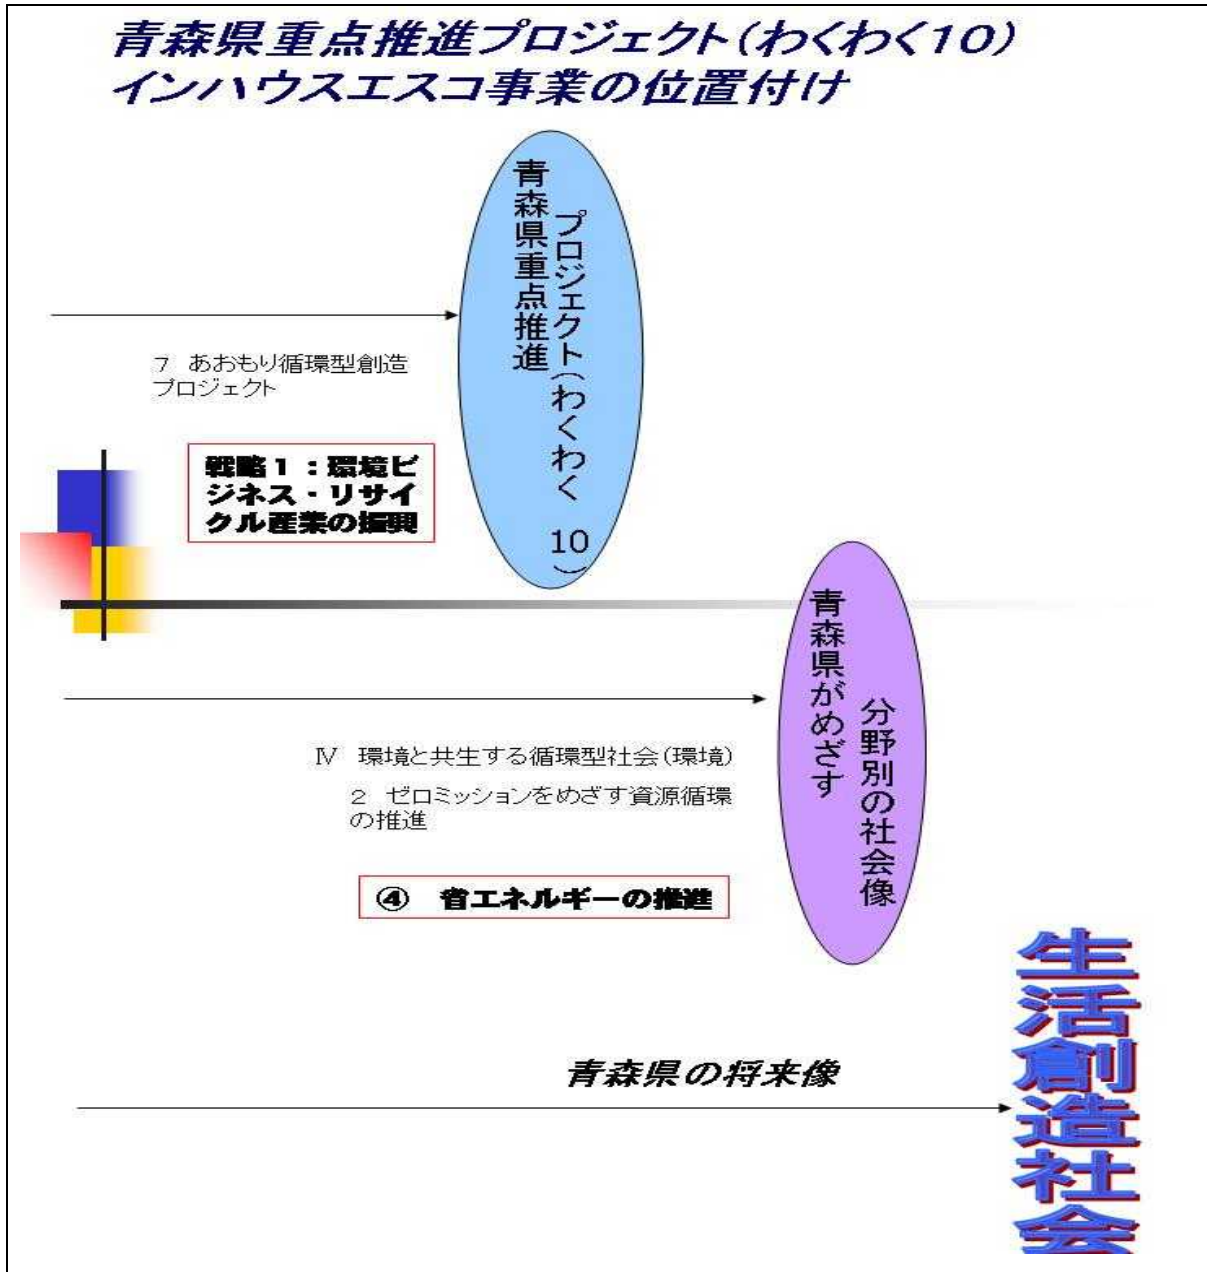 青森県重点推進プロジェクト(わくわく10)
インハウスエスコ事業の位置付け
青森県重点推進
プロジェクト(わくわく10)
7 あおもり循環型創造
プロジェクト
戦略1:環境ビ
ジネス・リサイ
クル産業の振興
青森県がめざす
分野別の社会像
Ⅳ 環境と共生する循環型社会(環境)
2 ゼロミッションをめざす資源循環
の推進
④ 省エネルギーの推進
青森県の将来像
生活創造社会